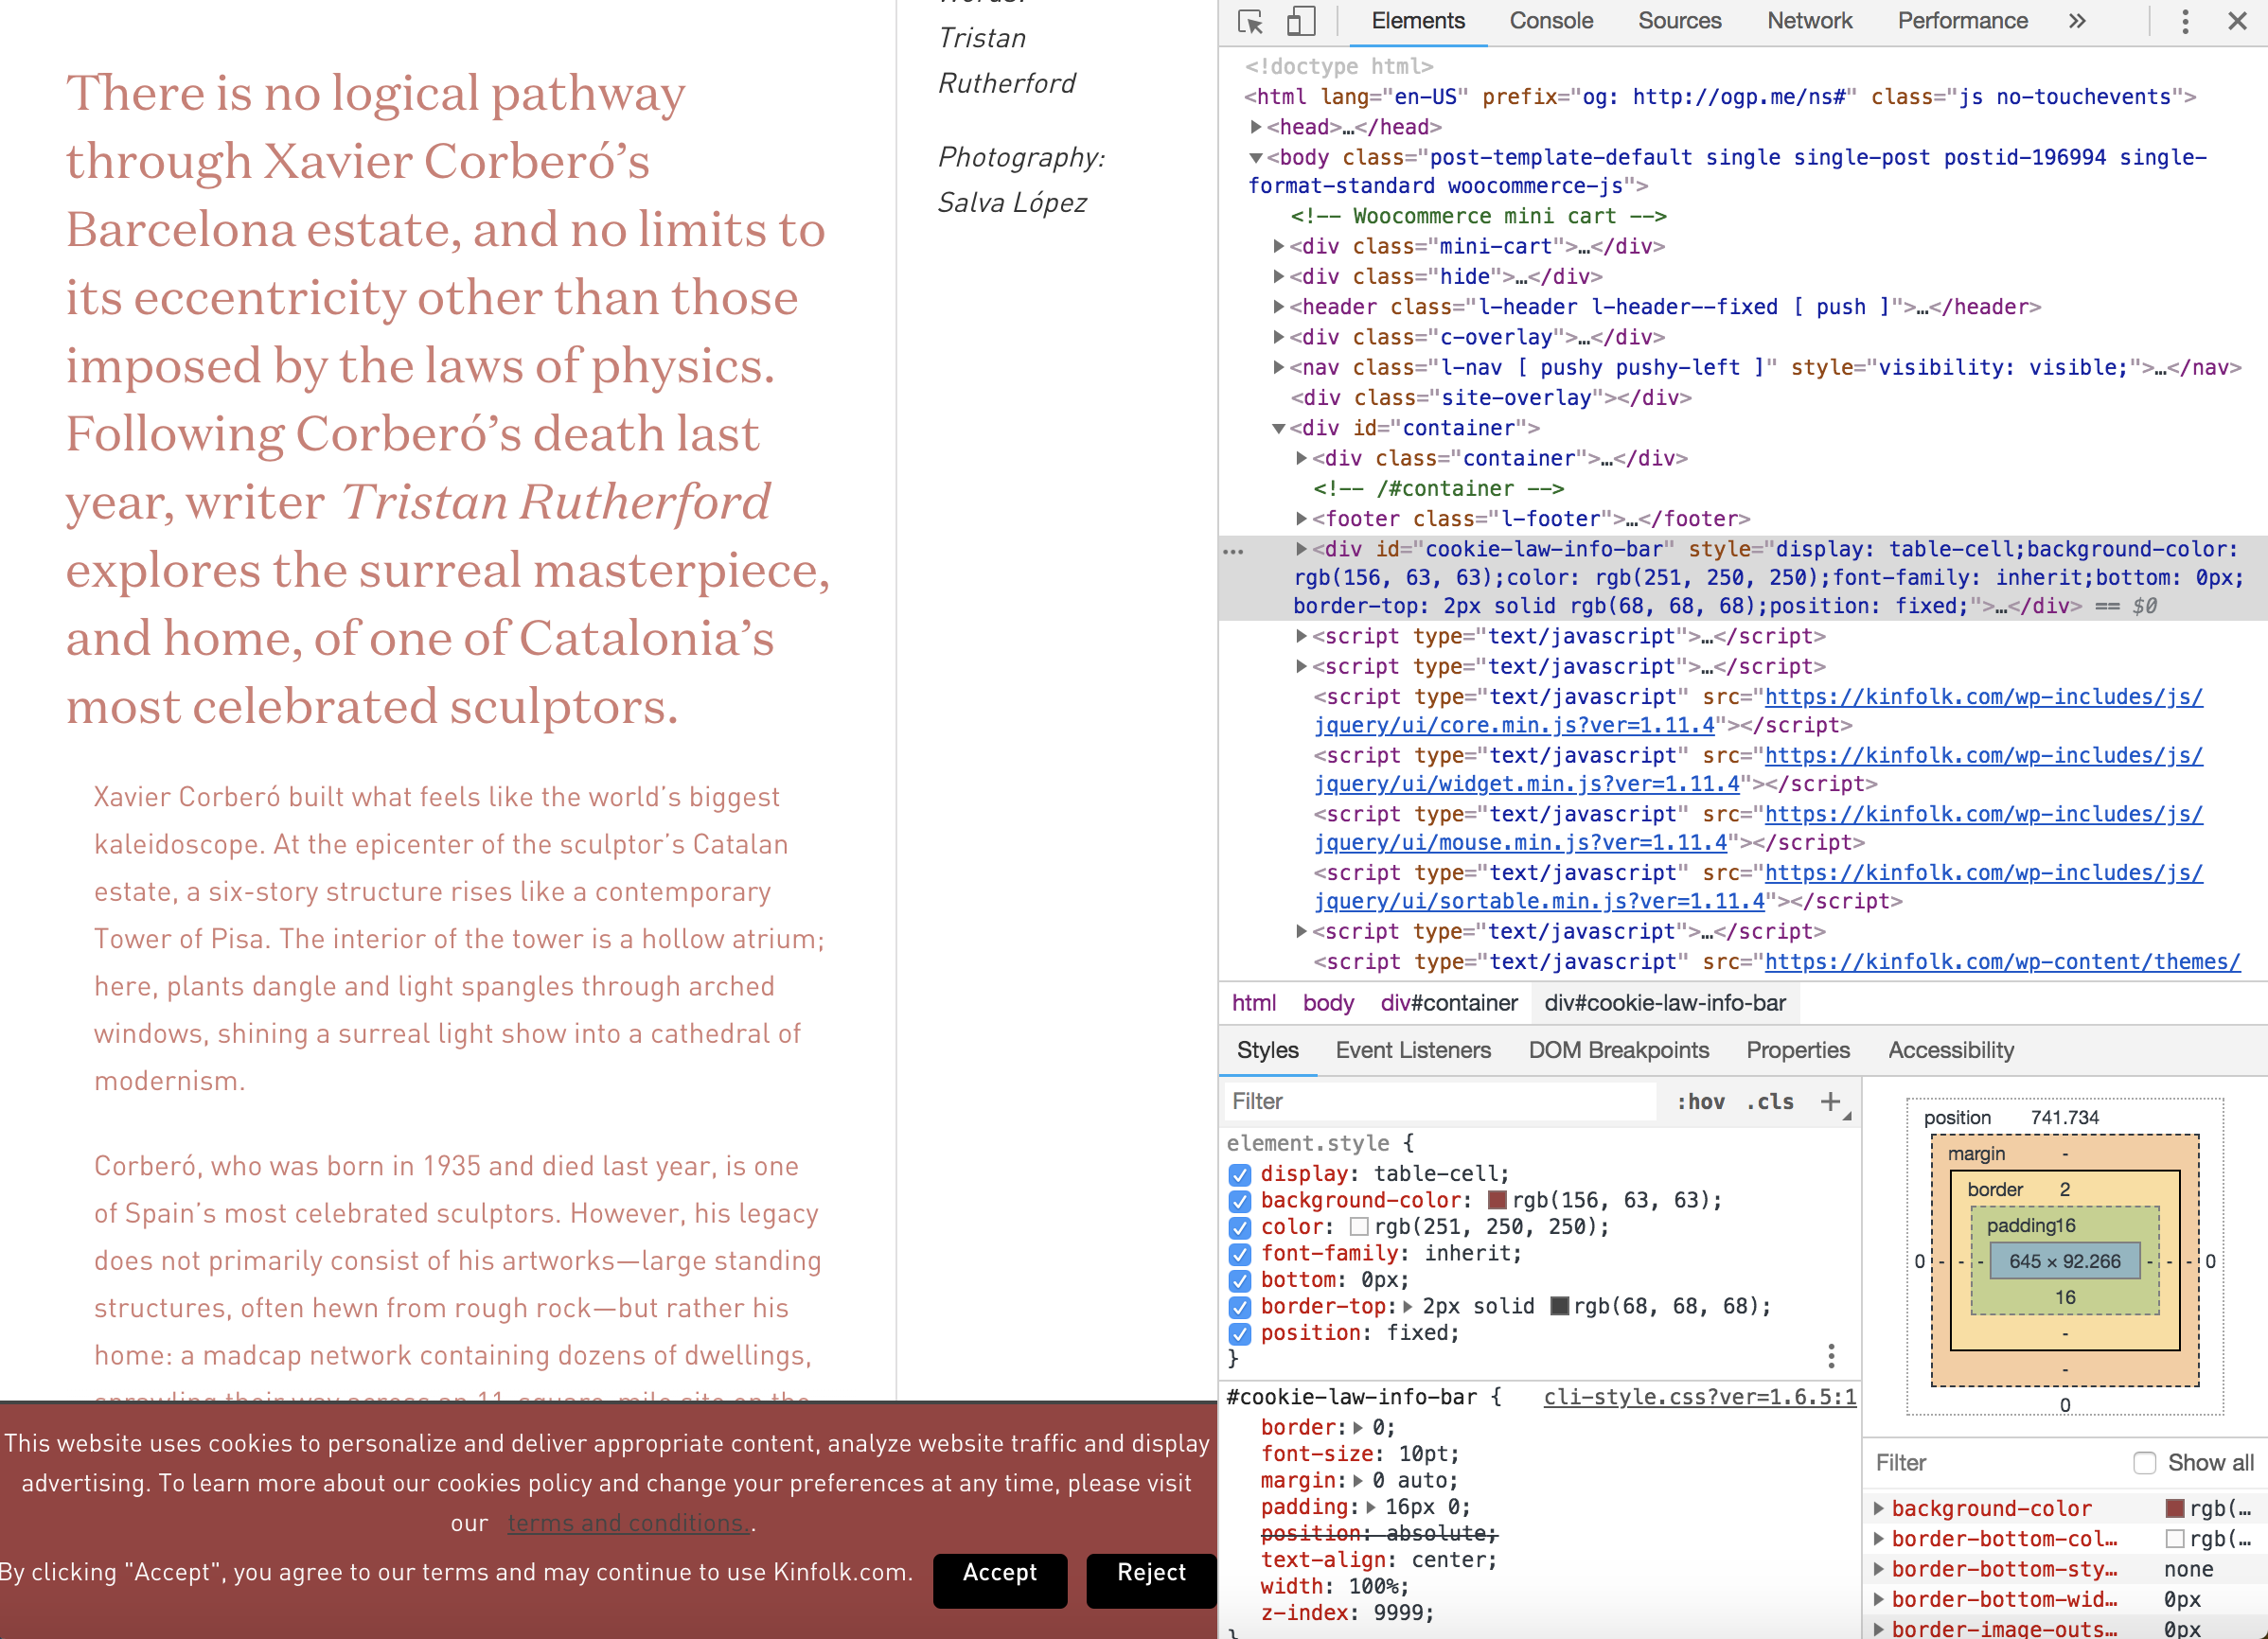 Tristan
Rutherford
Photography:
Salva López
There is no logical pathway
through Xavier Corberó’s
Barcelona estate, and no limits to
its eccentricity other than those
imposed by the laws of physics.
Following Corberó’s death last
year, writer Tristan Rutherford
explores the surreal masterpiece,
and home, of one of Catalonia’s
most celebrated sculptors.
Xavier Corberó built what feels like the world’s biggest
kaleidoscope. At the epicenter of the sculptor’s Catalan
estate, a six-story structure rises like a contemporary
Tower of Pisa. The interior of the tower is a hollow atrium;
here, plants dangle and light spangles through arched
windows, shining a surreal light show into a cathedral of
modernism.
Corberó, who was born in 1935 and died last year, is one
of Spain’s most celebrated sculptors. However, his legacy
does not primarily consist of his artworks—large standing
structures, often hewn from rough rock—but rather his
home: a madcap network containing dozens of dwellings,
This website uses cookies to personalize and deliver appropriate content, analyze website traffic and display
advertising. To learn more about our cookies policy and change your preferences at any time, please visit
our terms and conditions..
By clicking "Accept", you agree to our terms and may continue to use Kinfolk.com. Accept Reject
Elements Console Sources Network Performance »
<!doctype html>
<html lang="en-US" prefix="og: http://ogp.me/ns#" class="js no-touchevents">
<head>…</head>
<body class="post-template-default single single-post postid-196994 single-
format-standard woocommerce-js">
<!-- Woocommerce mini cart -->
<div class="mini-cart">…</div>
<div class="hide">…</div>
<header class="l-header l-header--fixed [ push ]">…</header>
<div class="c-overlay">…</div>
<nav class="l-nav [ pushy pushy-left ]" style="visibility: visible;">…</nav>
<div class="site-overlay"></div>
<div id="container">
<div class="container">…</div>
<!-- /#container -->
<footer class="l-footer">…</footer>
… <div id="cookie-law-info-bar" style="display: table-cell;background-color:
rgb(156, 63, 63);color: rgb(251, 250, 250);font-family: inherit;bottom: 0px;
border-top: 2px solid rgb(68, 68, 68);position: fixed;">…</div> == $0
<script type="text/javascript">…</script>
<script type="text/javascript">…</script>
<script type="text/javascript" src="https://kinfolk.com/wp-includes/js/
jquery/ui/core.min.js?ver=1.11.4"></script>
<script type="text/javascript" src="https://kinfolk.com/wp-includes/js/
jquery/ui/widget.min.js?ver=1.11.4"></script>
<script type="text/javascript" src="https://kinfolk.com/wp-includes/js/
jquery/ui/mouse.min.js?ver=1.11.4"></script>
<script type="text/javascript" src="https://kinfolk.com/wp-includes/js/
jquery/ui/sortable.min.js?ver=1.11.4"></script>
<script type="text/javascript">…</script>
<script type="text/javascript" src="https://kinfolk.com/wp-content/themes/
html body div#container div#cookie-law-info-bar
Styles Event Listeners DOM Breakpoints Properties Accessibility
Filter :hov .cls +
element.style {
display: table-cell;
background-color: rgb(156, 63, 63);
color: rgb(251, 250, 250);
font-family: inherit;
bottom: 0px;
border-top: 2px solid rgb(68, 68, 68);
position: fixed;
}
#cookie-law-info-bar { cli-style.css?ver=1.6.5:1
border: 0;
font-size: 10pt;
margin: 0 auto;
padding: 16px 0;
position: absolute;
text-align: center;
width: 100%;
z-index: 9999;
}
position 741.734
margin -
border 2
padding16
0 - - - 645 × 92.266 - - - 0
16
-
-
0
Filter Show all
background-color rgb(…
border-bottom-col… rgb(…
border-bottom-sty… none
border-bottom-wid… 0px
border-image-outs… 0px